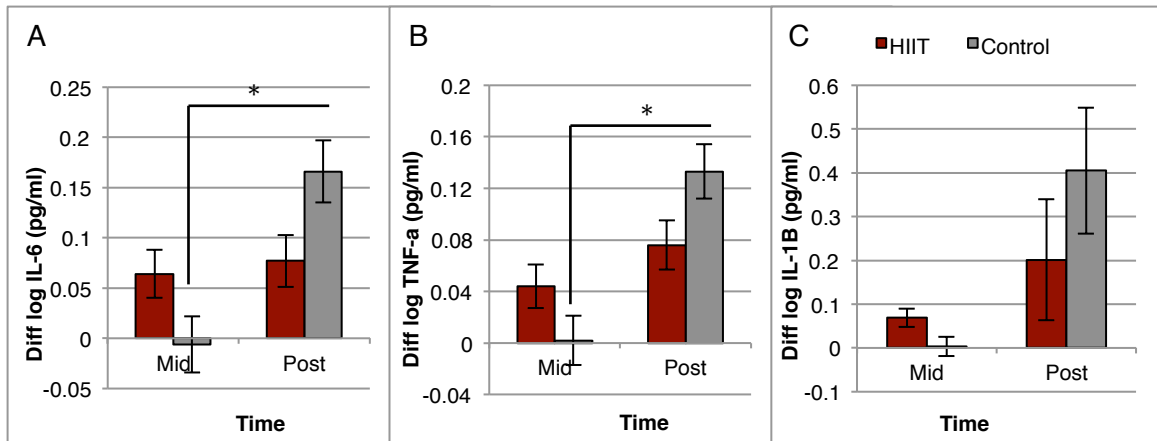 A
Diff log IL-6 (pg/ml)
0.25
0.2
0.15
0.1
0.05
0
-0.05
*
Mid
Post
Time
B
Diff log TNF-a (pg/ml)
0.2
0.16
0.12
0.08
0.04
0
-0.04
*
Mid
Post
Time
C
HIIT
Control
Diff log IL-1B (pg/ml)
0.6
0.5
0.4
0.3
0.2
0.1
0
-0.1
Mid
Post
Time